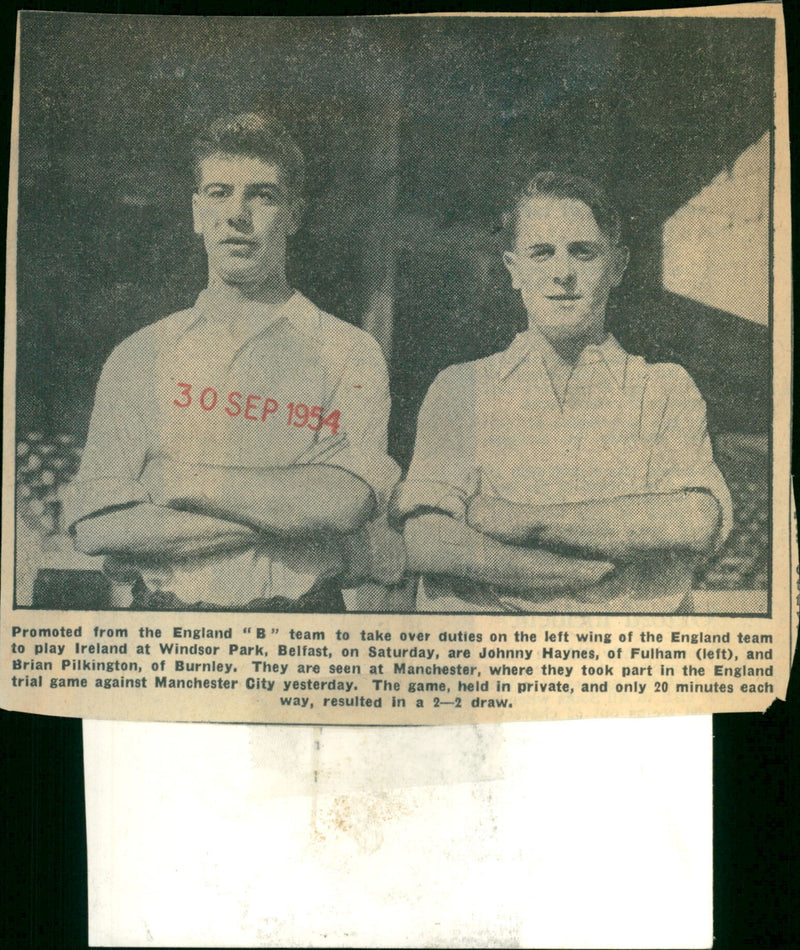 30 SEP 1954
Promoted from the England "B" team to take over duties on the left wing of the England team
to play Ireland at Windsor Park, Belfast, on Saturday, are Johnny Haynes, of Fulham (left), and
Brian Pilkington, of Burnley. They are seen at Manchester, where they took part in the England
trial game against Manchester City yesterday. The game, held in private, and only 20 minutes each
way, resulted in a 2—2 draw.